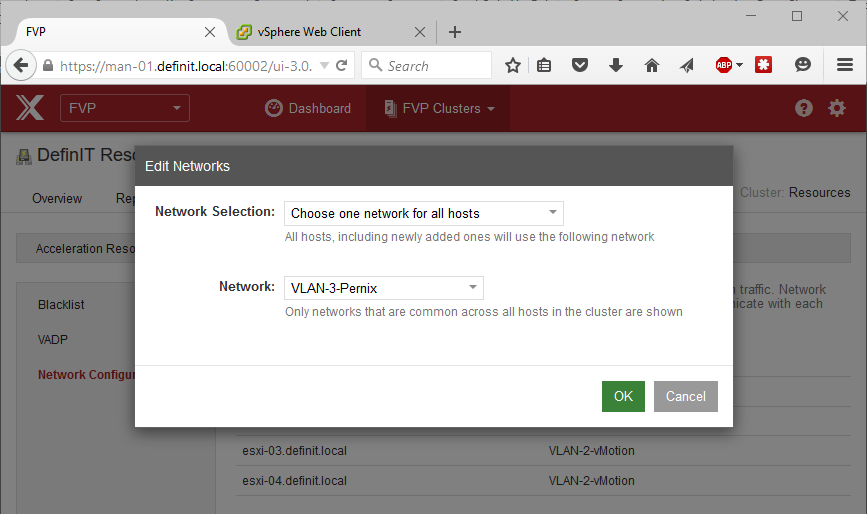 FVP
vSphere Web Client
https://man-01.definit.local:60002/ui-3.0.
Search
ABP
FVP
Dashboard
FVP Clusters
?
DefinIT Reso
Edit Networks
Overview
Rep
Cluster: Resources
Network Selection:
Choose one network for all hosts
All hosts, including newly added ones will use the following network
Acceleration Reso
Network:
VLAN-3-Pernix
traffic. Network
Only networks that are common across all hosts in the cluster are shown
nicate with each
Blacklist
VADP
Network Configur
OK
Cancel
esxi-03.definit.local
VLAN-2-vMotion
esxi-04.definit.local
VLAN-2-vMotion